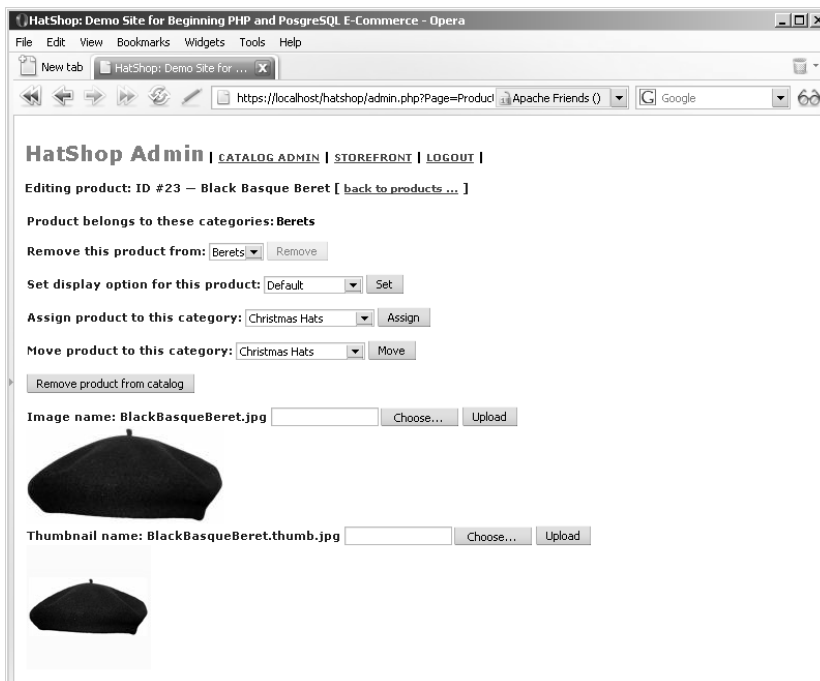 HatShop: Demo Site for Beginning PHP and PosgreSQL E-Commerce - Opera
File Edit View Bookmarks Widgets Tools Help
New tab HatShop: Demo Site for ...
https://localhost/hatshop/admin.php?Page=Product Apache Friends () G Google
HatShop Admin | CATALOG ADMIN | STOREFRONT | LOGOUT |
Editing product: ID #23 — Black Basque Beret [ back to products ... ]
Product belongs to these categories: Berets
Remove this product from: Berets Remove
Set display option for this product: Default Set
Assign product to this category: Christmas Hats Assign
Move product to this category: Christmas Hats Move
Remove product from catalog
Image name: BlackBasqueBeret.jpg Choose... Upload
Thumbnail name: BlackBasqueBeret.thumb.jpg Choose... Upload